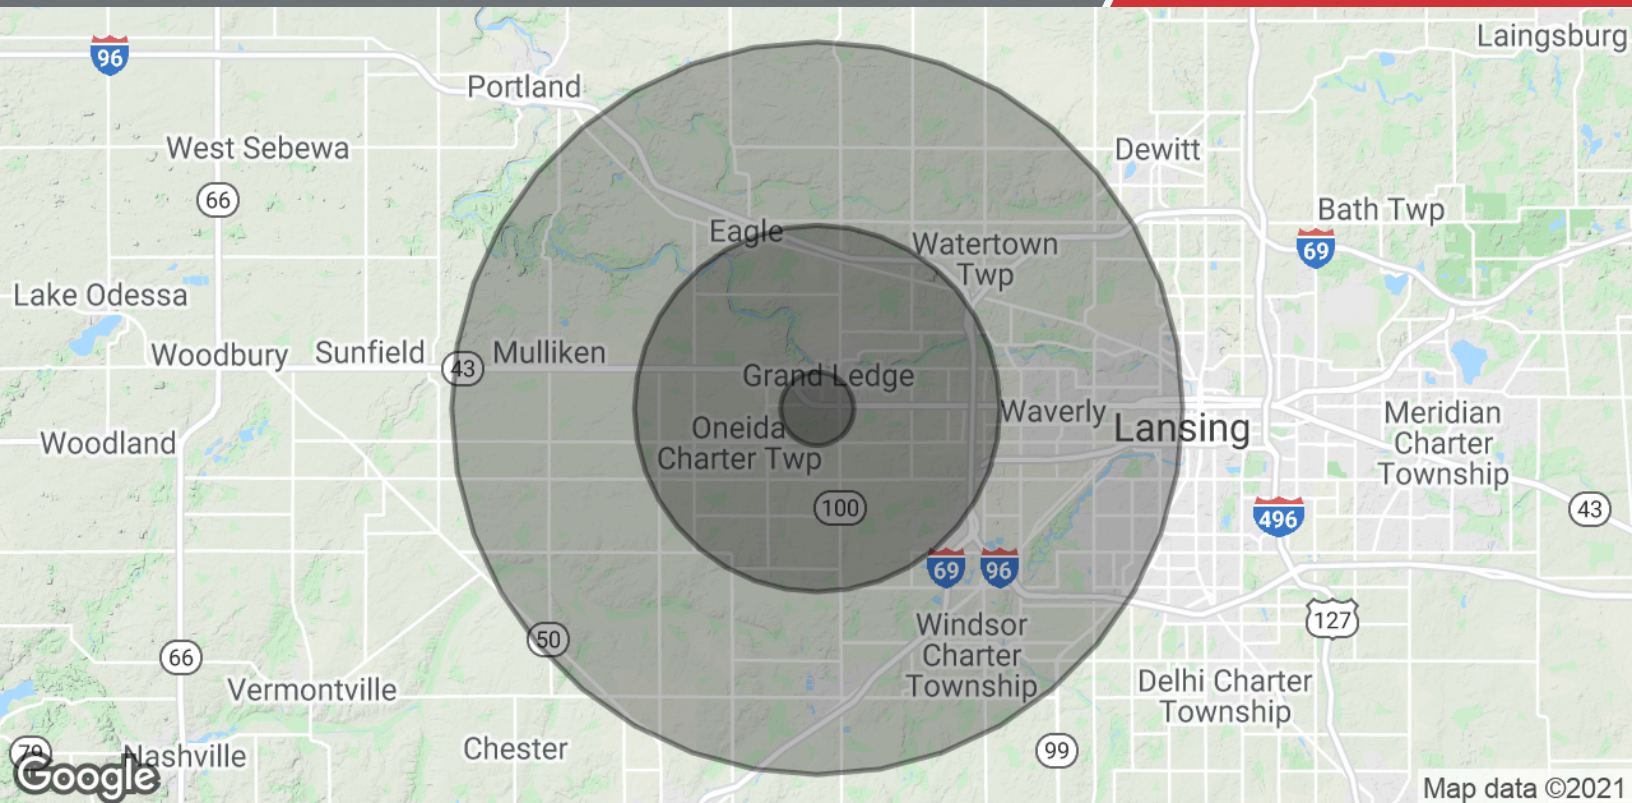 Laingsburg
96
Portland
West Sebewa
Dewitt
66
Bath Twp
Eagle
Watertown
Twp
69
Lake Odessa
Woodbury
Sunfield
43
Mulliken
Grand Ledge
Oneida
Charter Twp
Waverly
Lansing
Meridian
Charter
Township
Woodland
100
43
496
69
96
127
50
66
Windsor
Charter
Township
Vermontville
Delhi Charter
Township
Chester
99
79
Nashville
Google
Map data ©2021